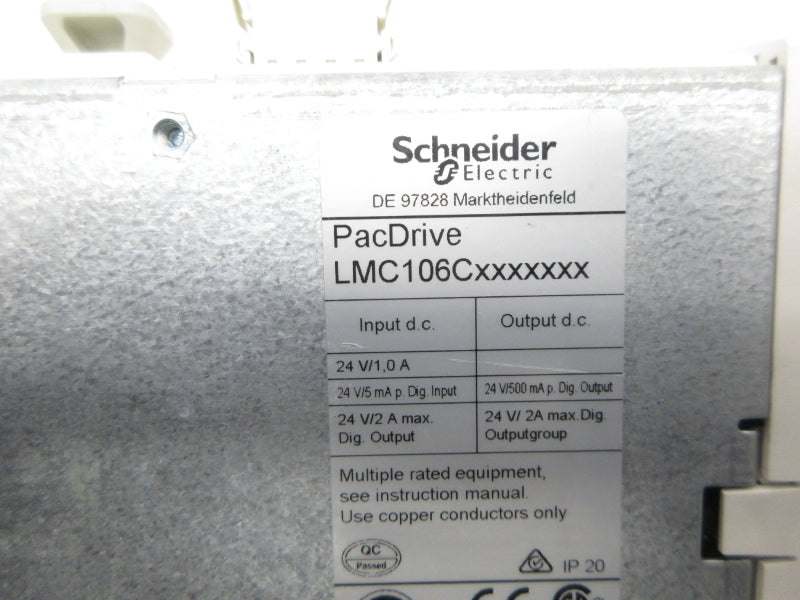 Schneider
Electric
DE 97828 Marktheidenfeld
PacDrive
LMC106Cxxxxxxx
Input d.c.
Output d.c.
24 V/1,0 A
24 V/5 mA p. Dig. Input
24 V/500 mA p. Dig. Output
24 V/2 A max.
Dig. Output
24 V/ 2A max. Dig.
Outputgroup
Multiple rated equipment,
see instruction manual.
Use copper conductors only
QC
Passed
IP 20
CE